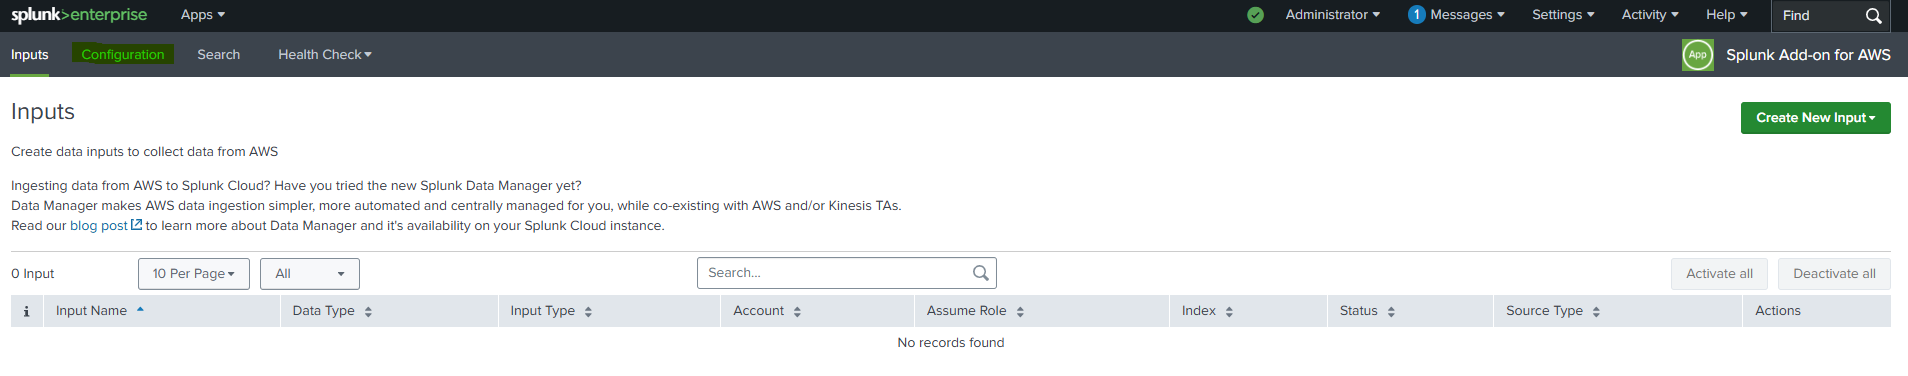 splunk>enterprise Apps Administrator 1 Messages Settings Activity Help Find
Inputs Configuration Search Health Check App Splunk Add-on for AWS
Inputs
Create New Input
Create data inputs to collect data from AWS
Ingesting data from AWS to Splunk Cloud? Have you tried the new Splunk Data Manager yet?
Data Manager makes AWS data ingestion simpler, more automated and centrally managed for you, while co-existing with AWS and/or Kinesis TAs.
Read our blog post to learn more about Data Manager and it's availability on your Splunk Cloud instance.
0 Input 10 Per Page All Search... Activate all Deactivate all
i Input Name Data Type Input Type Account Assume Role Index Status Source Type Actions
No records found